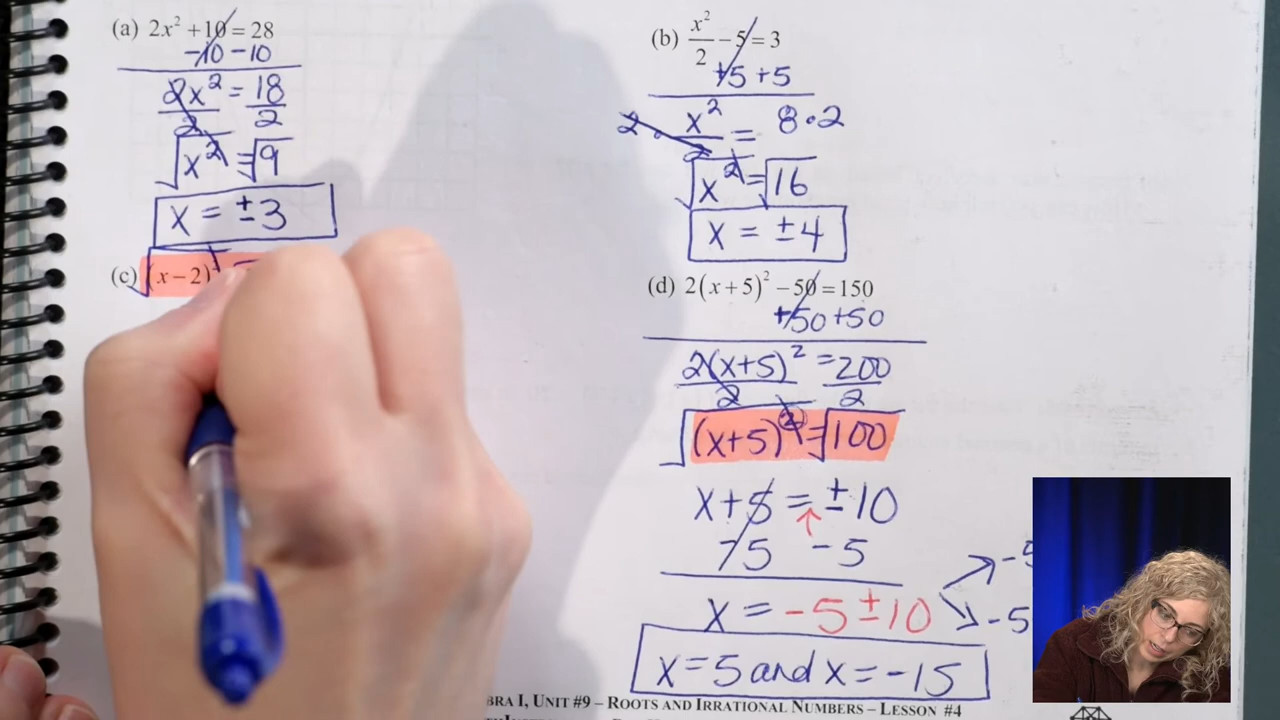 (a) 2x² + 10 = 28
-10 -10
2x² = 18
2 2
√x² = √9
x = ±3
(c) (x - 2)
(b) x²/2 - 5 = 3
+5 +5
2 · x²/2 = 8 · 2
√x² = √16
x = ±4
(d) 2(x + 5)² - 50 = 150
+50 +50
2(x+5)² = 200
2 2
√(x+5)² = √100
x + 5 = ±10
-5 -5
x = -5 ± 10
-5
-5
x = 5 and x = -15
BRA I, UNIT #9 – ROOTS AND IRRATIONAL NUMBERS – LESSON #4